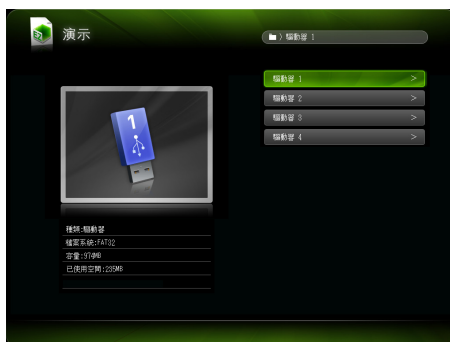 演示
驅動器 1
驅動器 1 >
驅動器 2 >
驅動器 3 >
驅動器 4 >
1
種類:驅動器
檔案系統:FAT32
容量:974MB
已使用空間:235MB